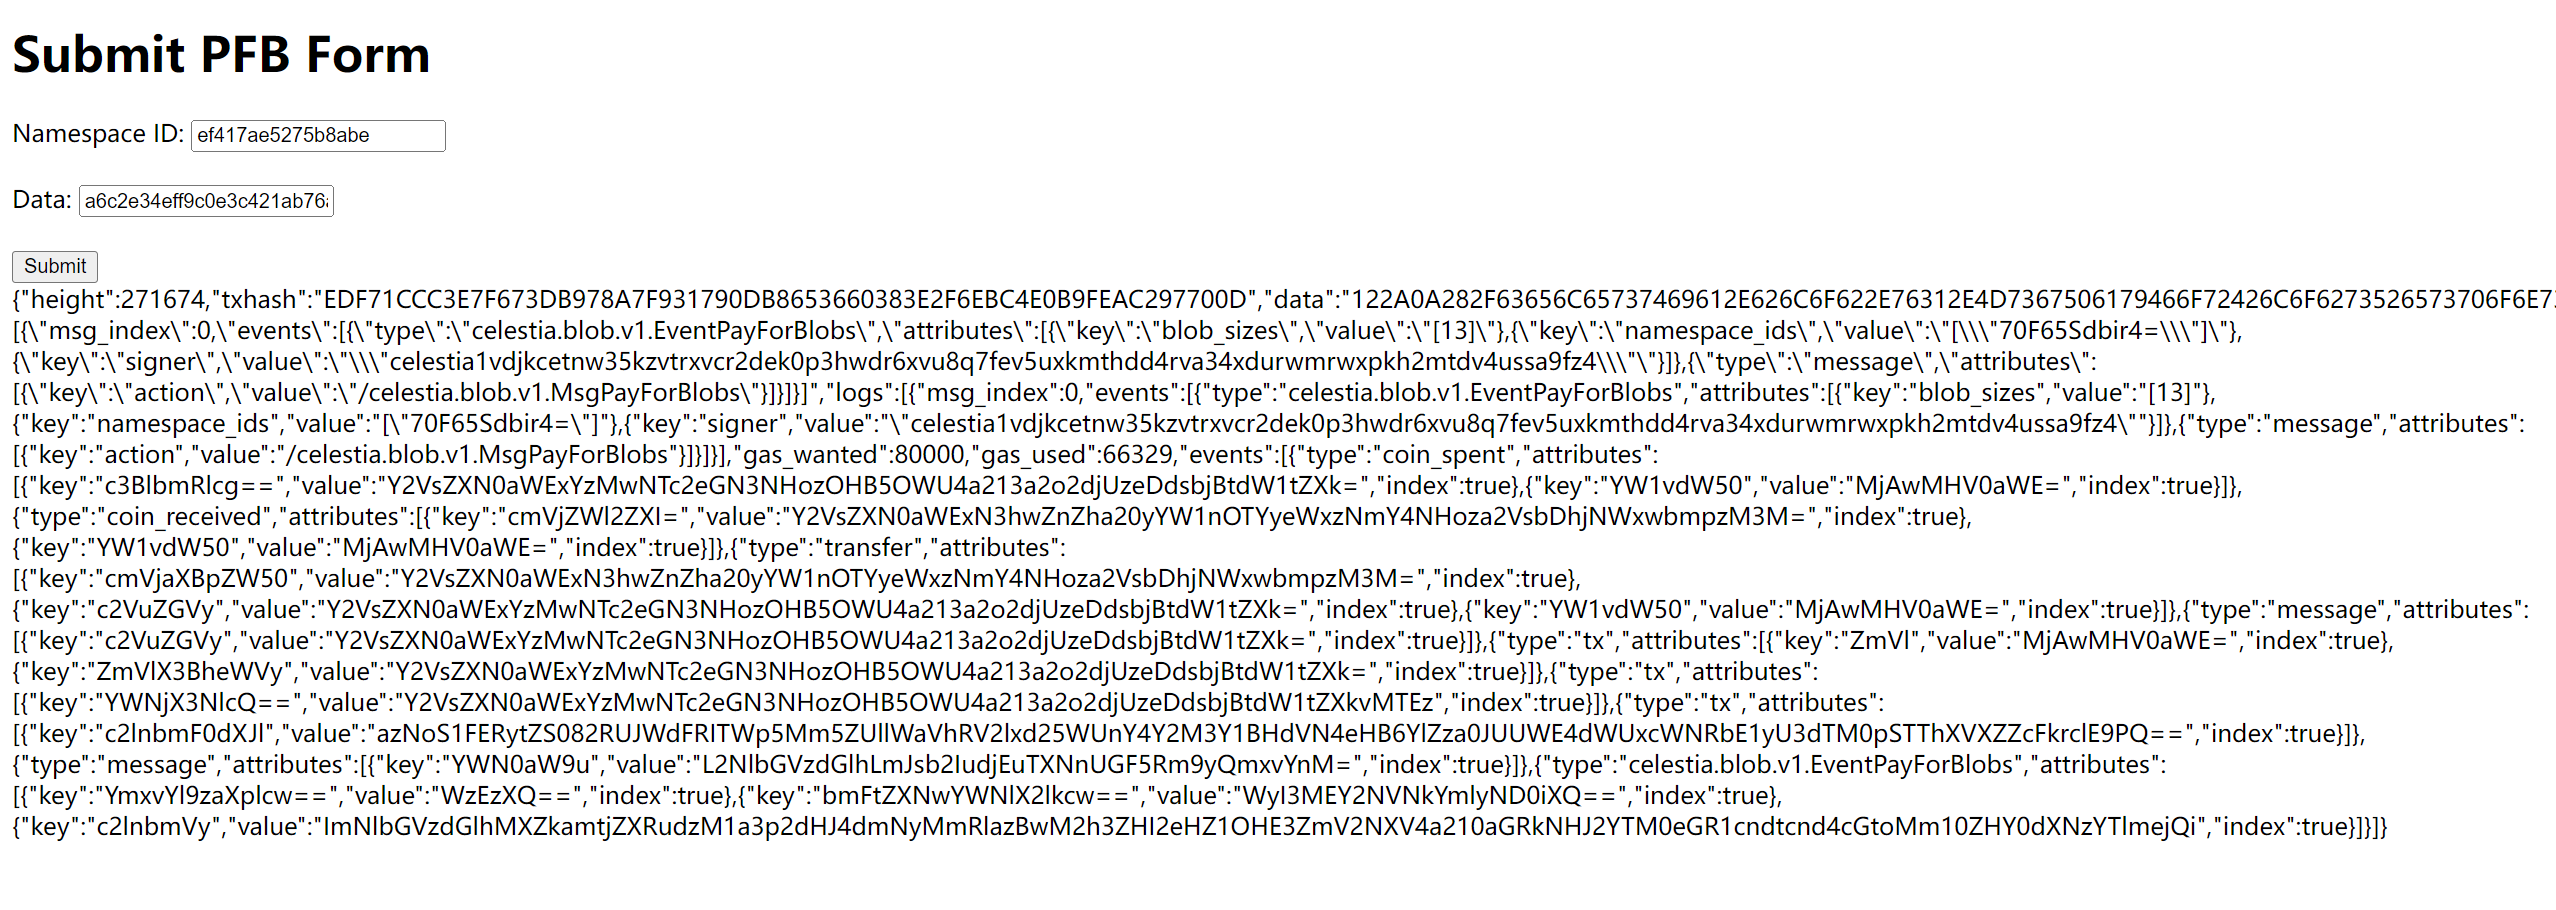 Submit PFB Form
Namespace ID: ef417ae5275b8abe
Data: a6c2e34eff9c0e3c421ab76a
Submit
{"height":271674,"txhash":"EDF71CCC3E7F673DB978A7F931790DB8653660383E2F6EBC4E0B9FEAC297700D","data":"122A0A282F63656C65737469612E626C6F622E76312E4D7367506179466F72426C6F6273526573706F6E73
[{\"msg_index\":0,\"events\":[{\"type\":\"celestia.blob.v1.EventPayForBlobs\",\"attributes\":[{\"key\":\"blob_sizes\",\"value\":\"[13]\"},{\"key\":\"namespace_ids\",\"value\":\"[\\\"70F65Sdbir4=\\\"]\"},
{\"key\":\"signer\",\"value\":\"\\\"celestia1vdjkcetnw35kzvtrxvcr2dek0p3hwdr6xvu8q7fev5uxkmthdd4rva34xdurwmrwxpkh2mtdv4ussa9fz4\\\"\"}]},{\"type\":\"message\",\"attributes\":
[{\"key\":\"action\",\"value\":\"/celestia.blob.v1.MsgPayForBlobs\"}]}]}]","logs":[{"msg_index":0,"events":[{"type":"celestia.blob.v1.EventPayForBlobs","attributes":[{"key":"blob_sizes","value":"[13]"},
{"key":"namespace_ids","value":"[\"70F65Sdbir4=\"]"},{"key":"signer","value":"\"celestia1vdjkcetnw35kzvtrxvcr2dek0p3hwdr6xvu8q7fev5uxkmthdd4rva34xdurwmrwxpkh2mtdv4ussa9fz4\""}]},{"type":"message","attributes":
[{"key":"action","value":"/celestia.blob.v1.MsgPayForBlobs"}]}]}],"gas_wanted":80000,"gas_used":66329,"events":[{"type":"coin_spent","attributes":
[{"key":"c3BlbmRlcg==","value":"Y2VsZXN0aWExYzMwNTc2eGN3NHozOHB5OWU4a213a2o2djUzeDdsbjBtdW1tZXk=","index":true},{"key":"YW1vdW50","value":"MjAwMHV0aWE=","index":true}]},
{"type":"coin_received","attributes":[{"key":"cmVjZWl2ZXI=","value":"Y2VsZXN0aWExN3hwZnZha20yYW1nOTYyeWxzNmY4NHoza2VsbDhjNWxwbmpzM3M=","index":true},
{"key":"YW1vdW50","value":"MjAwMHV0aWE=","index":true}]},{"type":"transfer","attributes":
[{"key":"cmVjaXBpZW50","value":"Y2VsZXN0aWExN3hwZnZha20yYW1nOTYyeWxzNmY4NHoza2VsbDhjNWxwbmpzM3M=","index":true},
{"key":"c2VuZGVy","value":"Y2VsZXN0aWExYzMwNTc2eGN3NHozOHB5OWU4a213a2o2djUzeDdsbjBtdW1tZXk=","index":true},{"key":"YW1vdW50","value":"MjAwMHV0aWE=","index":true}]},{"type":"message","attributes":
[{"key":"c2VuZGVy","value":"Y2VsZXN0aWExYzMwNTc2eGN3NHozOHB5OWU4a213a2o2djUzeDdsbjBtdW1tZXk=","index":true}]},{"type":"tx","attributes":[{"key":"ZmVl","value":"MjAwMHV0aWE=","index":true},
{"key":"ZmVlX3BheWVy","value":"Y2VsZXN0aWExYzMwNTc2eGN3NHozOHB5OWU4a213a2o2djUzeDdsbjBtdW1tZXk=","index":true}]},{"type":"tx","attributes":
[{"key":"YWNjX3NlcQ==","value":"Y2VsZXN0aWExYzMwNTc2eGN3NHozOHB5OWU4a213a2o2djUzeDdsbjBtdW1tZXkvMTEz","index":true}]},{"type":"tx","attributes":
[{"key":"c2lnbmF0dXJl","value":"azNoS1FERytZS082RUJWdFRITWp5Mm5ZUllWaVhRV2lxd25WUnY4Y2M3Y1BHdVN4eHB6YlZza0JUUWE4dWUxcWNRbE1yU3dTM0pSTThXVXZZcFkrclE9PQ==","index":true}]},
{"type":"message","attributes":[{"key":"YWN0aW9u","value":"L2NlbGVzdGlhLmJsb2IudjEuTXNnUGF5Rm9yQmxvYnM=","index":true}]},{"type":"celestia.blob.v1.EventPayForBlobs","attributes":
[{"key":"YmxvYl9zaXplcw==","value":"WzEzXQ==","index":true},{"key":"bmFtZXNwYWNlX2lkcw==","value":"WyI3MEY2NVNkYmlyND0iXQ==","index":true},
{"key":"c2lnbmVy","value":"ImNlbGVzdGlhMXZkamtjZXRudzM1a3p2dHJ4dmNyMmRlazBwM2h3ZHI2eHZ1OHE3ZmV2NXV4a210aGRkNHJ2YTM0eGR1cndtcnd4cGtoMm10ZHY0dXNzYTlmejQi","index":true}]}]}